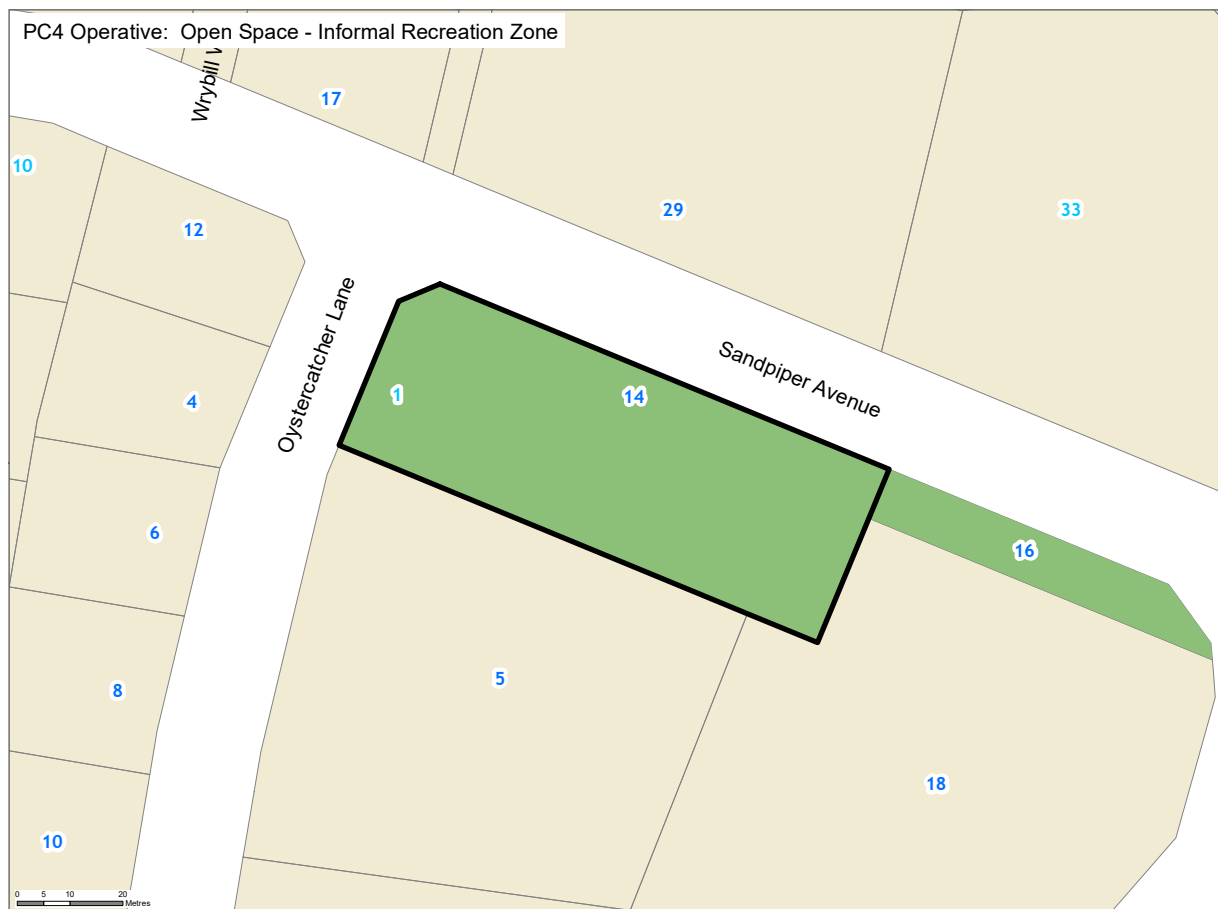 PC4 Operative:  Open Space - Informal Recreation Zone
Wrybill
17
10
12
29
33
Oystercatcher Lane
Sandpiper Avenue
1
14
4
16
6
5
8
18
10
0 5 10 20
Metres